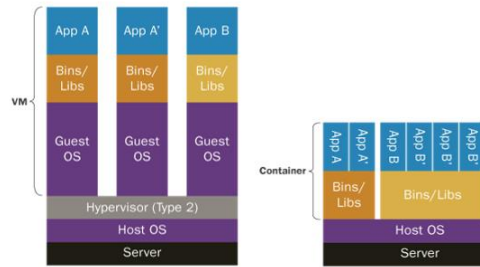 App A
App A'
App B
Bins/
Libs
Bins/
Libs
Bins/
Libs
VM
Guest
OS
Guest
OS
Guest
OS
Hypervisor (Type 2)
Host OS
Server
Container
App A
App A'
App B
App B'
App B'
App B'
Bins/
Libs
Bins/Libs
Host OS
Server